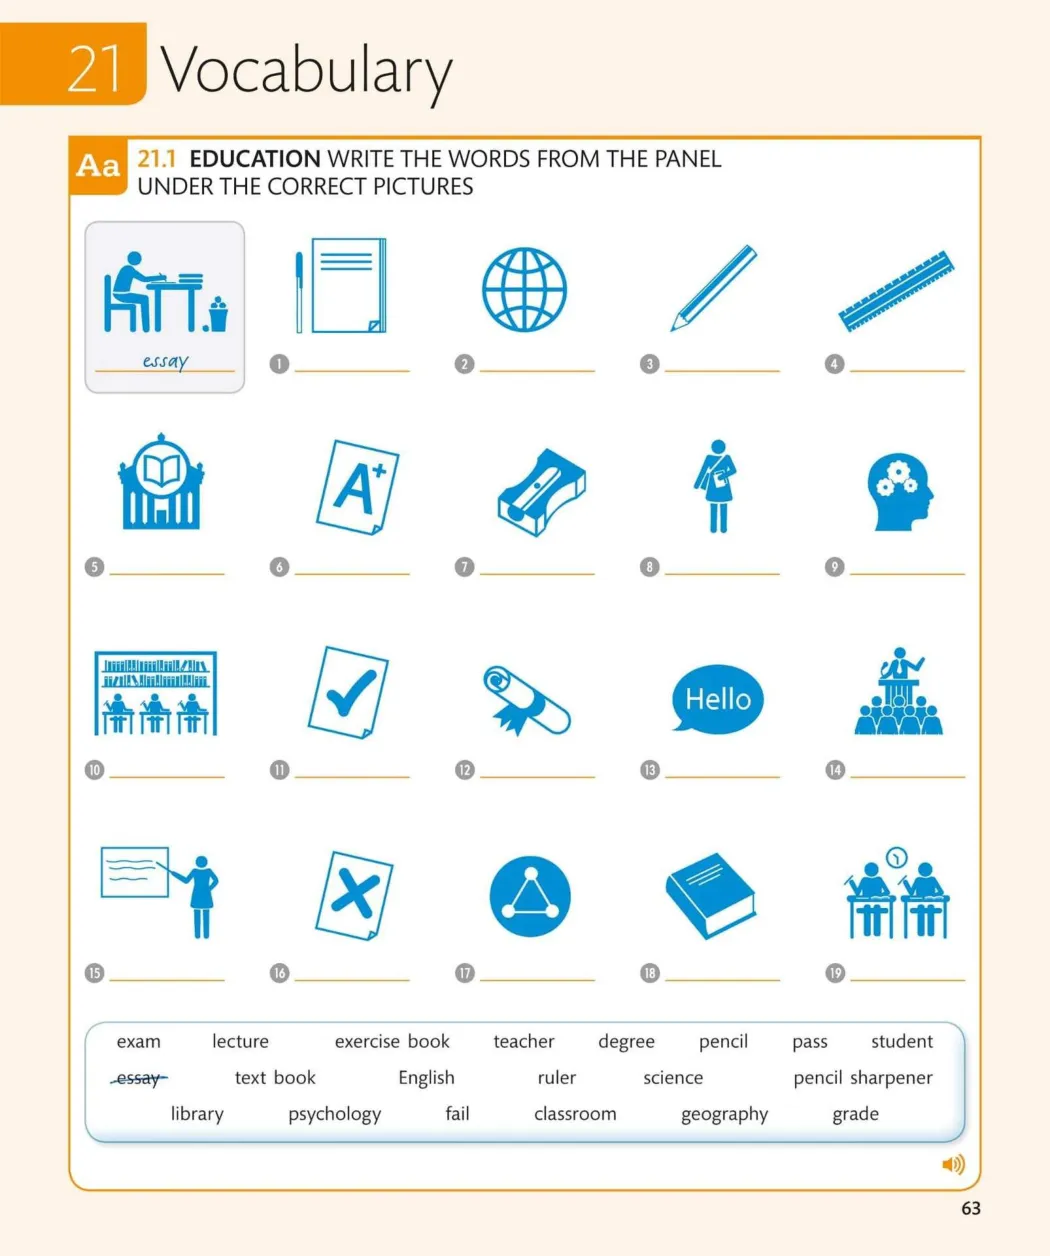 21 Vocabulary
Aa 21.1 EDUCATION WRITE THE WORDS FROM THE PANEL
UNDER THE CORRECT PICTURES
essay 1 2 3 4
A+
5 6 7 8 9
Hello
10 11 12 13 14
15 16 17 18 19
exam lecture exercise book teacher degree pencil pass student
essay text book English ruler science pencil sharpener
library psychology fail classroom geography grade
63